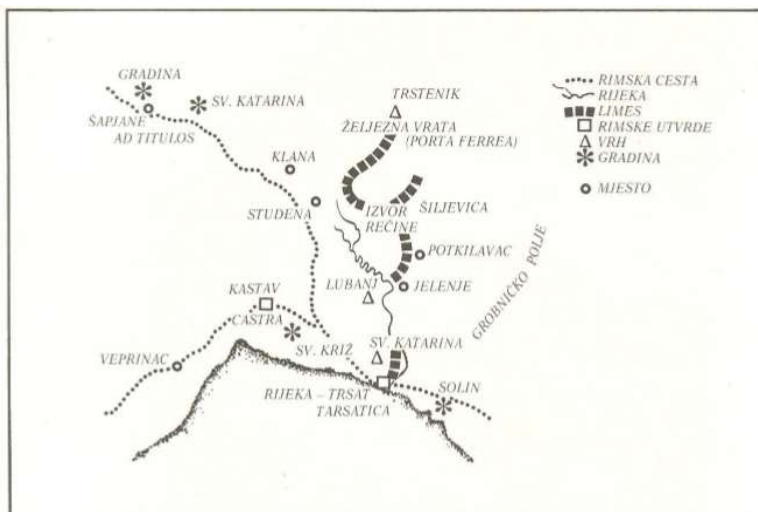 GRADINA
SV. KATARINA
ŠAPJANE
AD TITULOS
TRSTENIK
ŽELJEZNA VRATA
(PORTA FERREA)
KLANA
STUDENA
IZVOR
REČINE
ŠILJEVICA
POTKILAVAC
LUBANJ
JELENJE
GROBNIČKO POLJE
KASTAV
CASTRA
SV. KRIŽ
SV. KATARINA
VEPRINAC
RIJEKA – TRSAT
TARSATICA
SOLIN
RIMSKA CESTA
RIJEKA
LIMES
RIMSKE UTVRDE
VRH
GRADINA
MJESTO